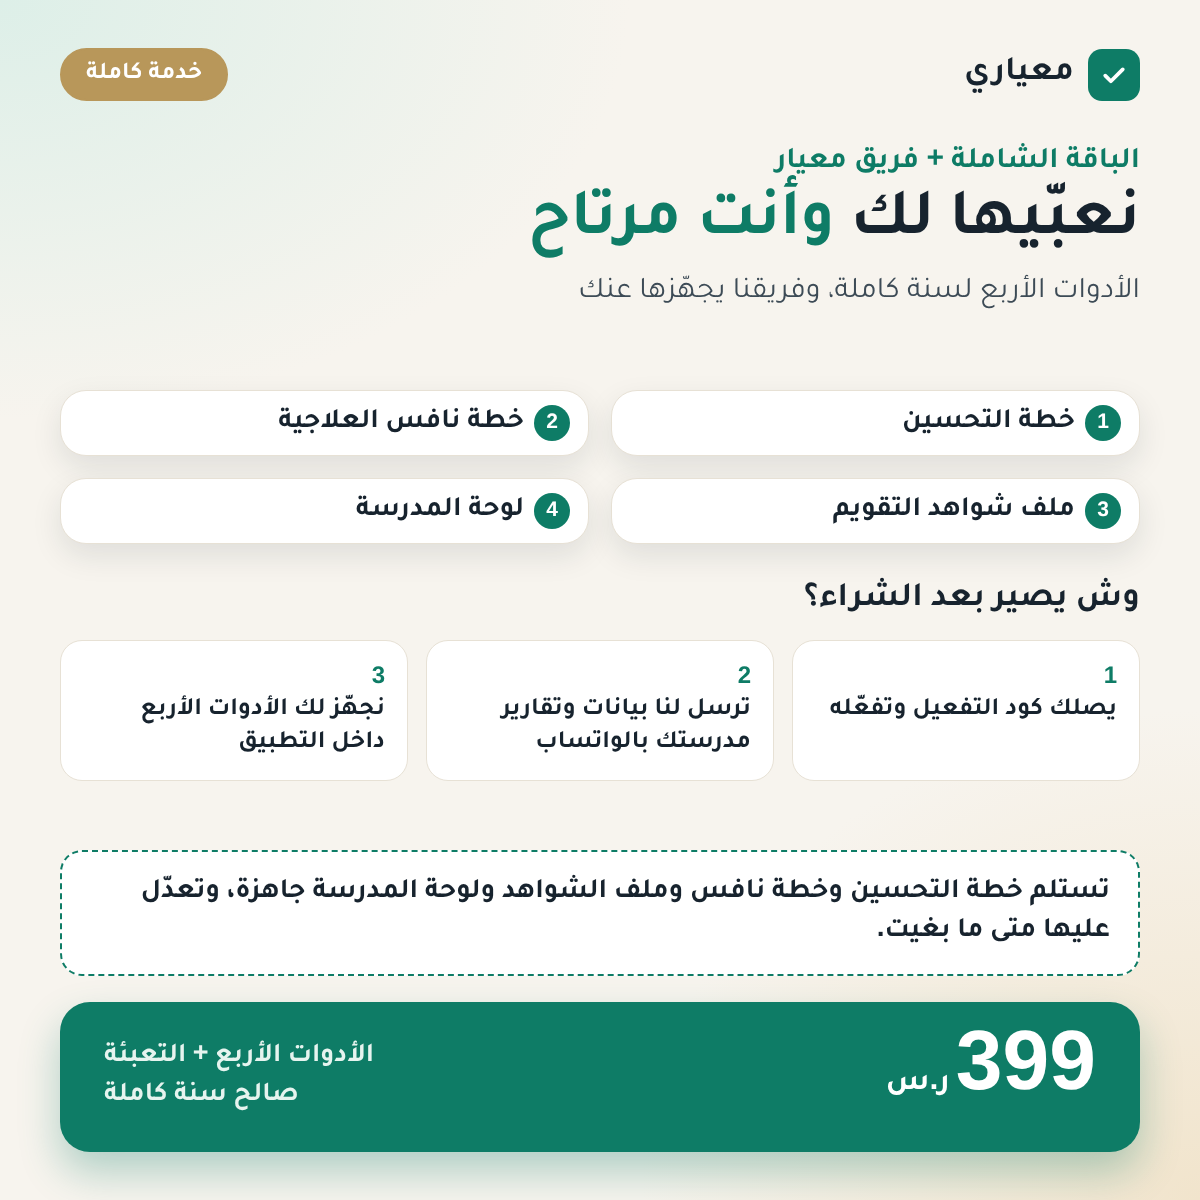 معياري
خدمة كاملة
الباقة الشاملة + فريق معيار
نعبّيها لك وأنت مرتاح
الأدوات الأربع لسنة كاملة، وفريقنا يجهّزها عنك
1 خطة التحسين
2 خطة نافس العلاجية
3 ملف شواهد التقويم
4 لوحة المدرسة
وش يصير بعد الشراء؟
1
يصلك كود التفعيل وتفعّله
2
ترسل لنا بيانات وتقارير
مدرستك بالواتساب
3
نجهّز لك الأدوات الأربع
داخل التطبيق
تستلم خطة التحسين وخطة نافس وملف الشواهد ولوحة المدرسة جاهزة، وتعدّل
عليها متى ما بغيت.
399 ر.س
الأدوات الأربع + التعبئة
صالح سنة كاملة